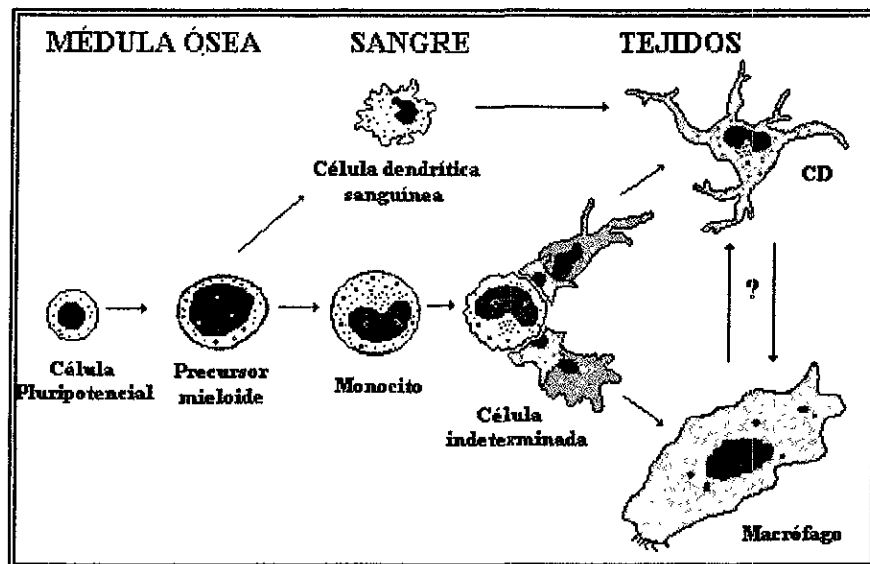 MÉDULA ÓSEA
SANGRE
TEJIDOS
Célula dendrítica
sanguínea
CD
?
Célula
Pluripotencial
Precursor
mieloide
Monocito
Célula
indeterminada
Macrófago